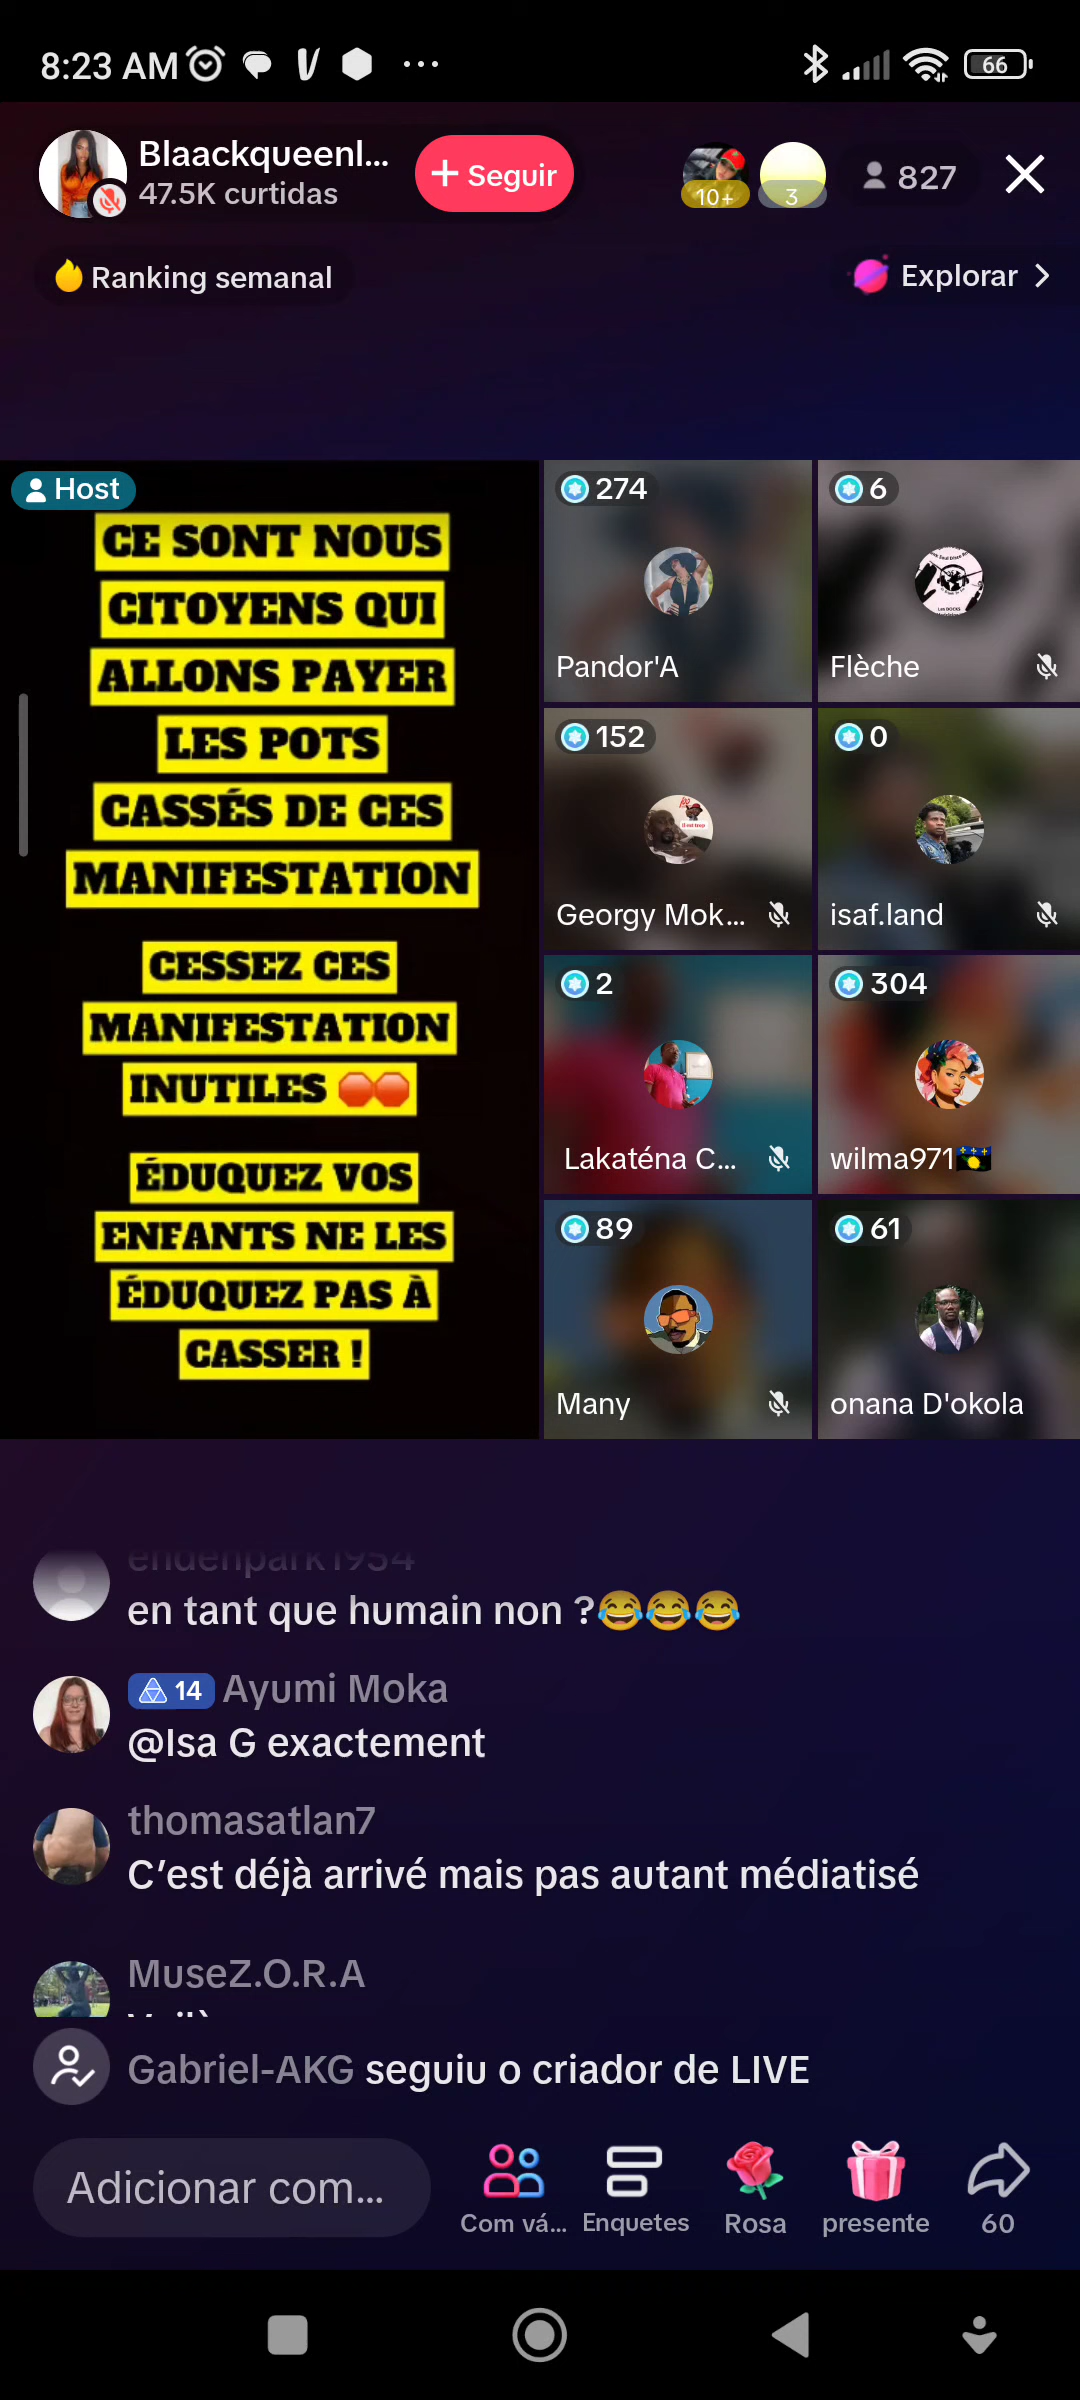 8:23 AM
66
Blaackqueenl...
47.5K curtidas
+ Seguir
10+
3
827
Ranking semanal
Explorar >
Host
CE SONT NOUS
CITOYENS QUI
ALLONS PAYER
LES POTS
CASSÉS DE CES
MANIFESTATION
CESSEZ CES
MANIFESTATION
INUTILES 🛑🛑
ÉDUQUEZ VOS
ENFANTS NE LES
ÉDUQUEZ PAS À
CASSER !
274
Pandor'A
6
Flèche
152
Georgy Mok...
0
isaf.land
2
Lakaténa C...
304
wilma971🇬🇵
89
Many
61
onana D'okola
endenpark1954
en tant que humain non ?😂😂😂
14 Ayumi Moka
@Isa G exactement
thomasatlan7
C'est déjà arrivé mais pas autant médiatisé
MuseZ.O.R.A
Gabriel-AKG seguiu o criador de LIVE
Adicionar com...
Com vá...
Enquetes
Rosa
presente
60